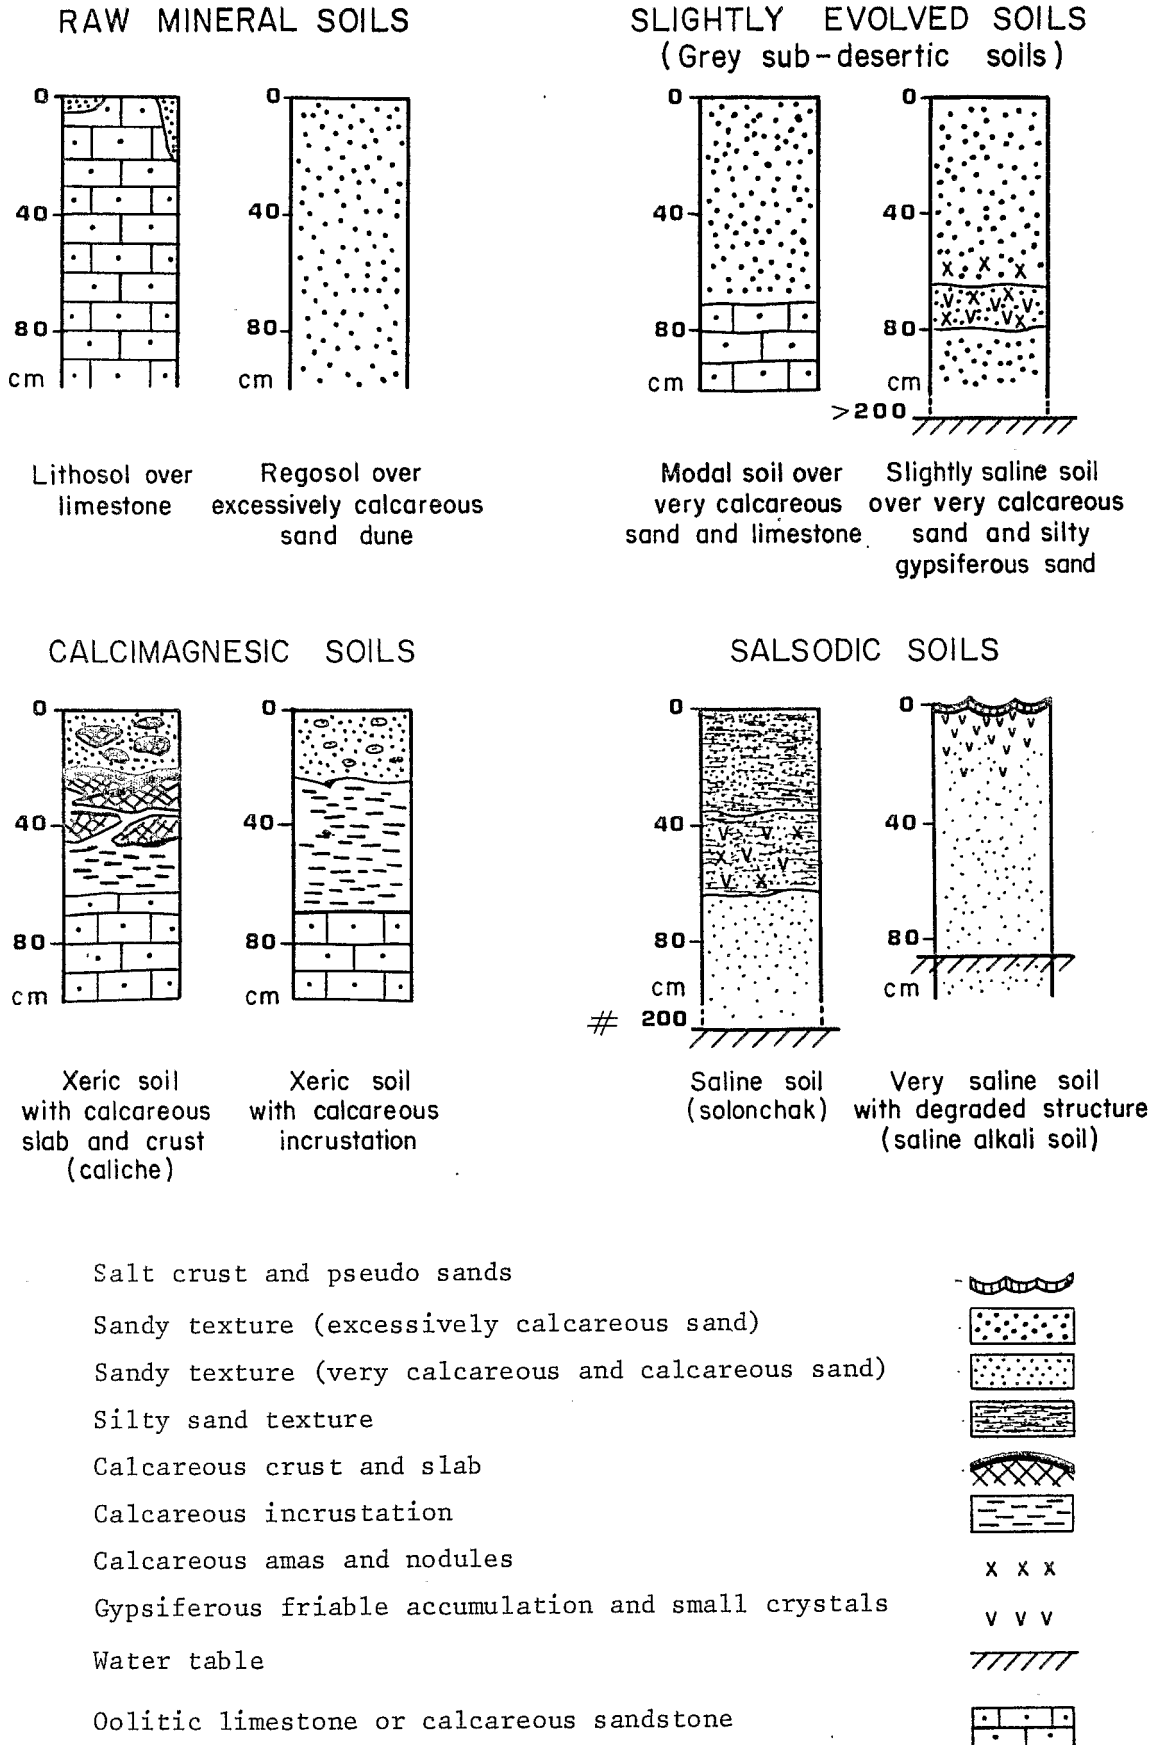 RAW MINERAL SOILS
SLIGHTLY EVOLVED SOILS
(Grey sub-desertic soils)
0
40
80
cm
0
40
80
cm
0
40
80
cm
0
40
80
cm
>200
Lithosol over
limestone
Regosol over
excessively calcareous
sand dune
Modal soil over
very calcareous
sand and limestone
Slightly saline soil
over very calcareous
sand and silty
gypsiferous sand
CALCIMAGNESIC SOILS
SALSODIC SOILS
0
40
80
cm
0
40
80
cm
0
40
80
cm
# 200
0
40
80
cm
Xeric soil
with calcareous
slab and crust
(caliche)
Xeric soil
with calcareous
incrustation
Saline soil
(solonchak)
Very saline soil
with degraded structure
(saline alkali soil)
Salt crust and pseudo sands
Sandy texture (excessively calcareous sand)
Sandy texture (very calcareous and calcareous sand)
Silty sand texture
Calcareous crust and slab
Calcareous incrustation
Calcareous amas and nodules x x x
Gypsiferous friable accumulation and small crystals v v v
Water table
Oolitic limestone or calcareous sandstone